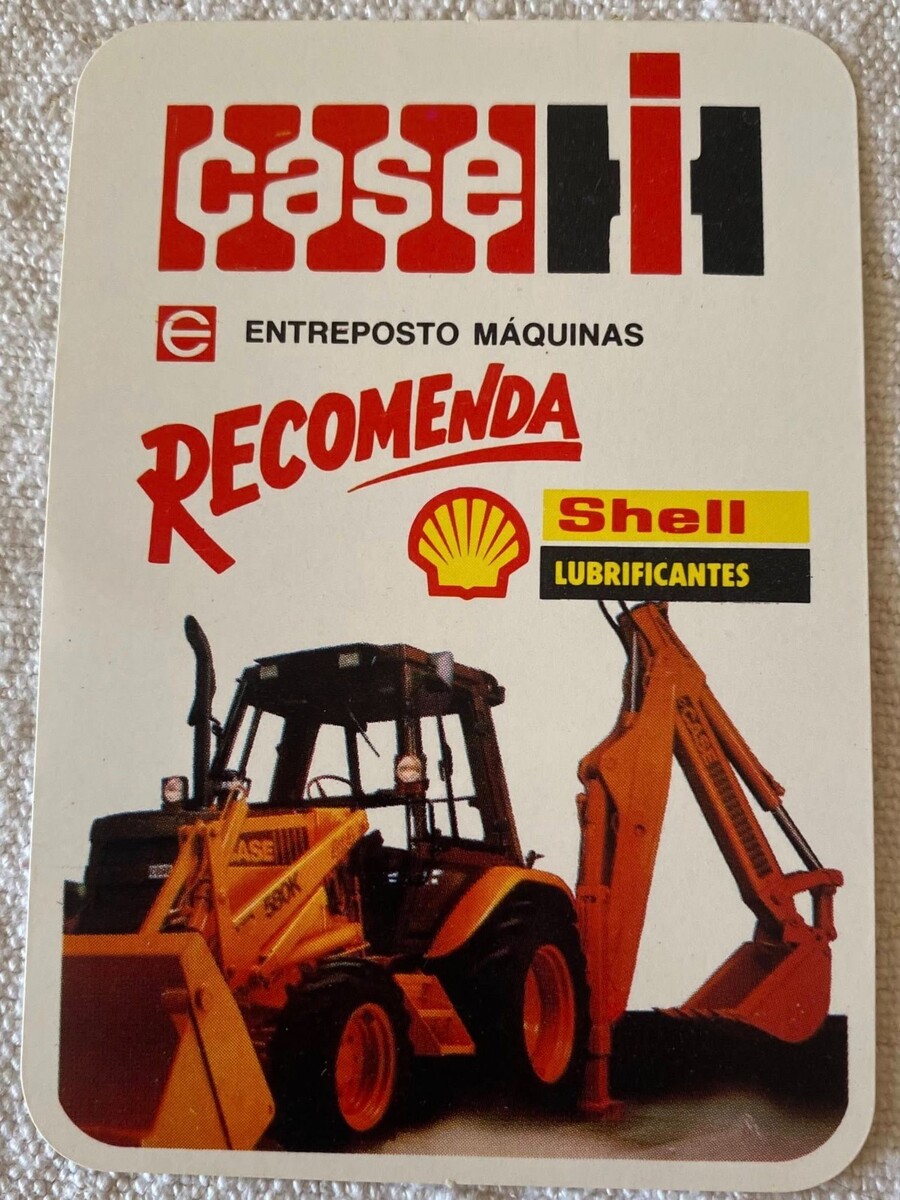 case IH
e ENTREPOSTO MÁQUINAS
RECOMENDA
Shell
LUBRIFICANTES
CASE
CASE
580K